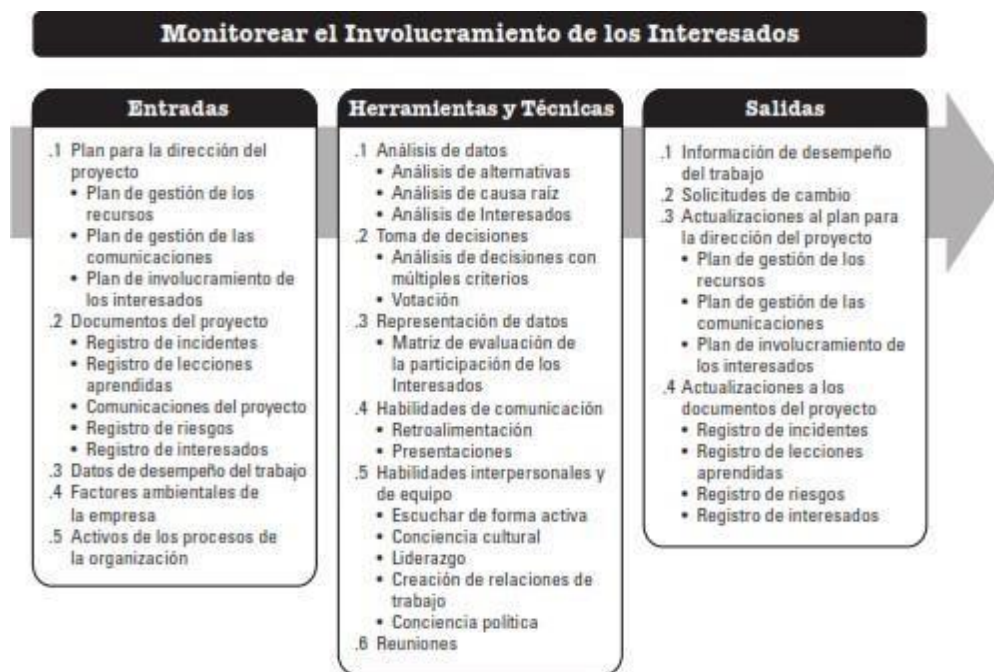 Monitorear el Involucramiento de los Interesados
Entradas
.1 Plan para la dirección del
proyecto
• Plan de gestión de los
recursos
• Plan de gestión de las
comunicaciones
• Plan de involucramiento de
los interesados
.2 Documentos del proyecto
• Registro de incidentes
• Registro de lecciones
aprendidas
• Comunicaciones del proyecto
• Registro de riesgos
• Registro de interesados
.3 Datos de desempeño del trabajo
.4 Factores ambientales de
la empresa
.5 Activos de los procesos de
la organización
Herramientas y Técnicas
.1 Análisis de datos
• Análisis de alternativas
• Análisis de causa raíz
• Análisis de Interesados
.2 Toma de decisiones
• Análisis de decisiones con
múltiples criterios
• Votación
.3 Representación de datos
• Matriz de evaluación de
la participación de los
Interesados
.4 Habilidades de comunicación
• Retroalimentación
• Presentaciones
.5 Habilidades interpersonales y
de equipo
• Escuchar de forma activa
• Conciencia cultural
• Liderazgo
• Creación de relaciones de
trabajo
• Conciencia política
.6 Reuniones
Salidas
.1 Información de desempeño
del trabajo
.2 Solicitudes de cambio
.3 Actualizaciones al plan para
la dirección del proyecto
• Plan de gestión de los
recursos
• Plan de gestión de las
comunicaciones
• Plan de involucramiento de
los interesados
.4 Actualizaciones a los
documentos del proyecto
• Registro de incidentes
• Registro de lecciones
aprendidas
• Registro de riesgos
• Registro de interesados